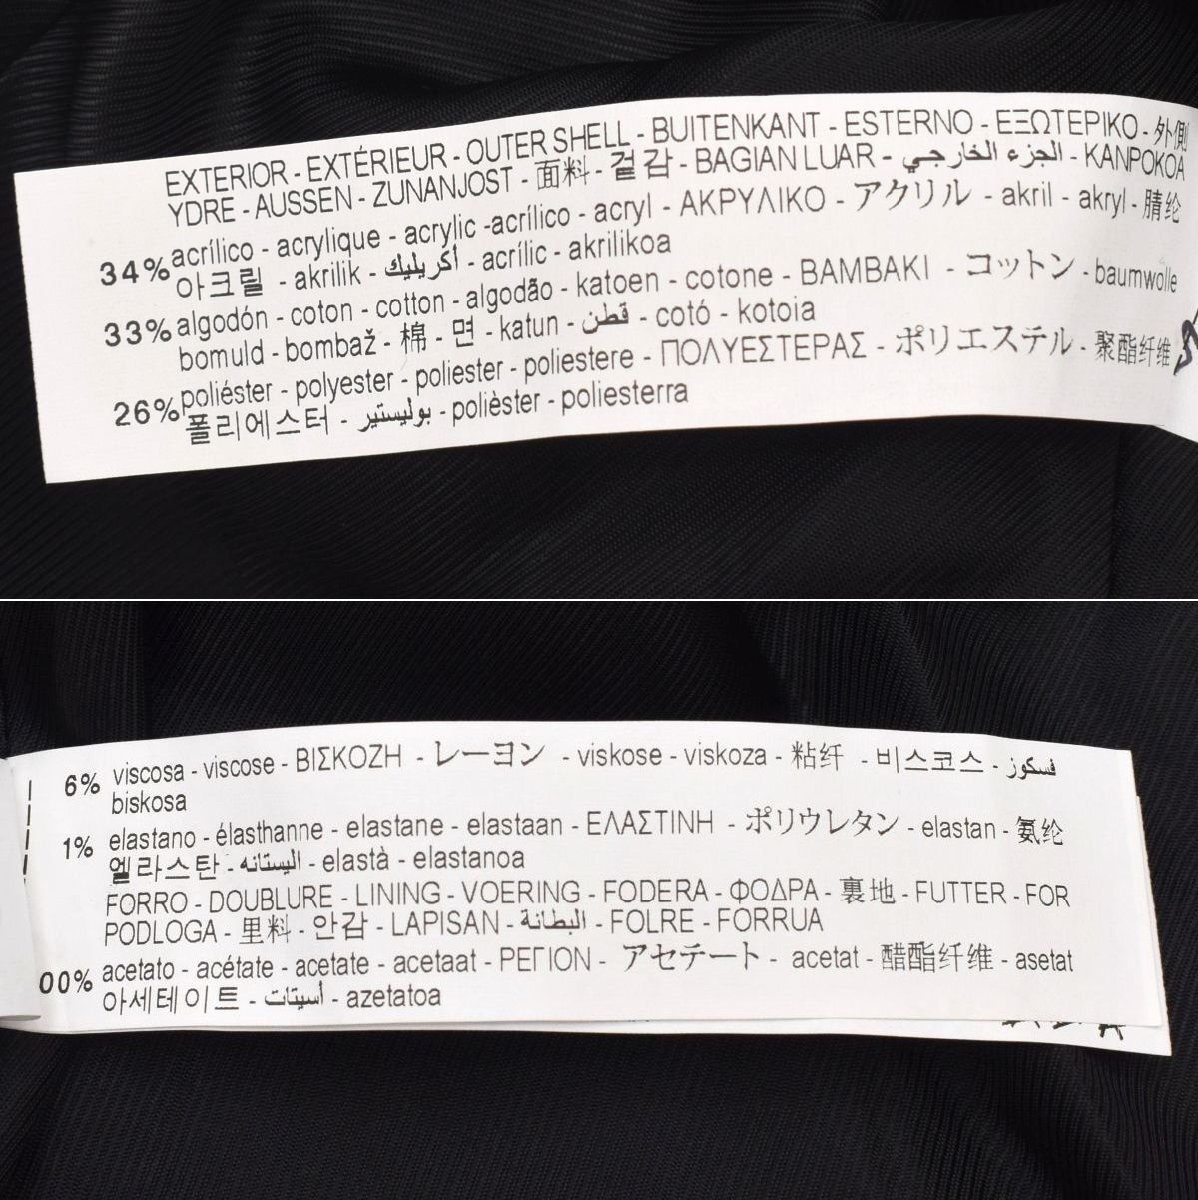 EXTERIOR - EXTÉRIEUR - OUTER SHELL - BUITENKANT - ESTERNO - ΕΞΩΤΕΡΙΚΟ - 外側
YDRE - AUSSEN - ZUNANJOST - 面料 - 겉감 - BAGIAN LUAR - الجزء الخارجي - KANPOKOA
34% acrílico - acrylique - acrylic -acrílico - acryl - ΑΚΡΥΛΙΚΟ - アクリル - akril - akryl - 腈纶
아크릴 - akrilik - أكريليك - acrílic - akrilikoa
33% algodón - coton - cotton - algodão - katoen - cotone - BAMBAKI - コットン - baumwolle
bomuld - bombaž - 棉 - 면 - katun - قطن - cotó - kotoia
26% poliéster - polyester - poliester - poliestere - ΠΟΛΥΕΣΤΕΡΑΣ - ポリエステル - 聚酯纤维
폴리에스터 - بوليستير - polièster - poliesterra
6% viscosa - viscose - ΒΙΣΚΟΖΗ - レーヨン - viskose - viskoza - 粘纤 - 비스코스 - فسكوز
biskosa
1% elastano - élasthanne - elastane - elastaan - ΕΛΑΣΤΙΝΗ - ポリウレタン - elastan - 氨纶
엘라스탄 - اليستانه - elastà - elastanoa
FORRO - DOUBLURE - LINING - VOERING - FODERA - ΦΟΔΡΑ - 裏地 - FUTTER - FOR
PODLOGA - 里料 - 안감 - LAPISAN - البطانة - FOLRE - FORRUA
00% acetato - acétate - acetate - acetaat - ΡΕΓΙΟΝ - アセテート - acetat - 醋酯纤维 - asetat
아세테이트 - أسيتات - azetatoa